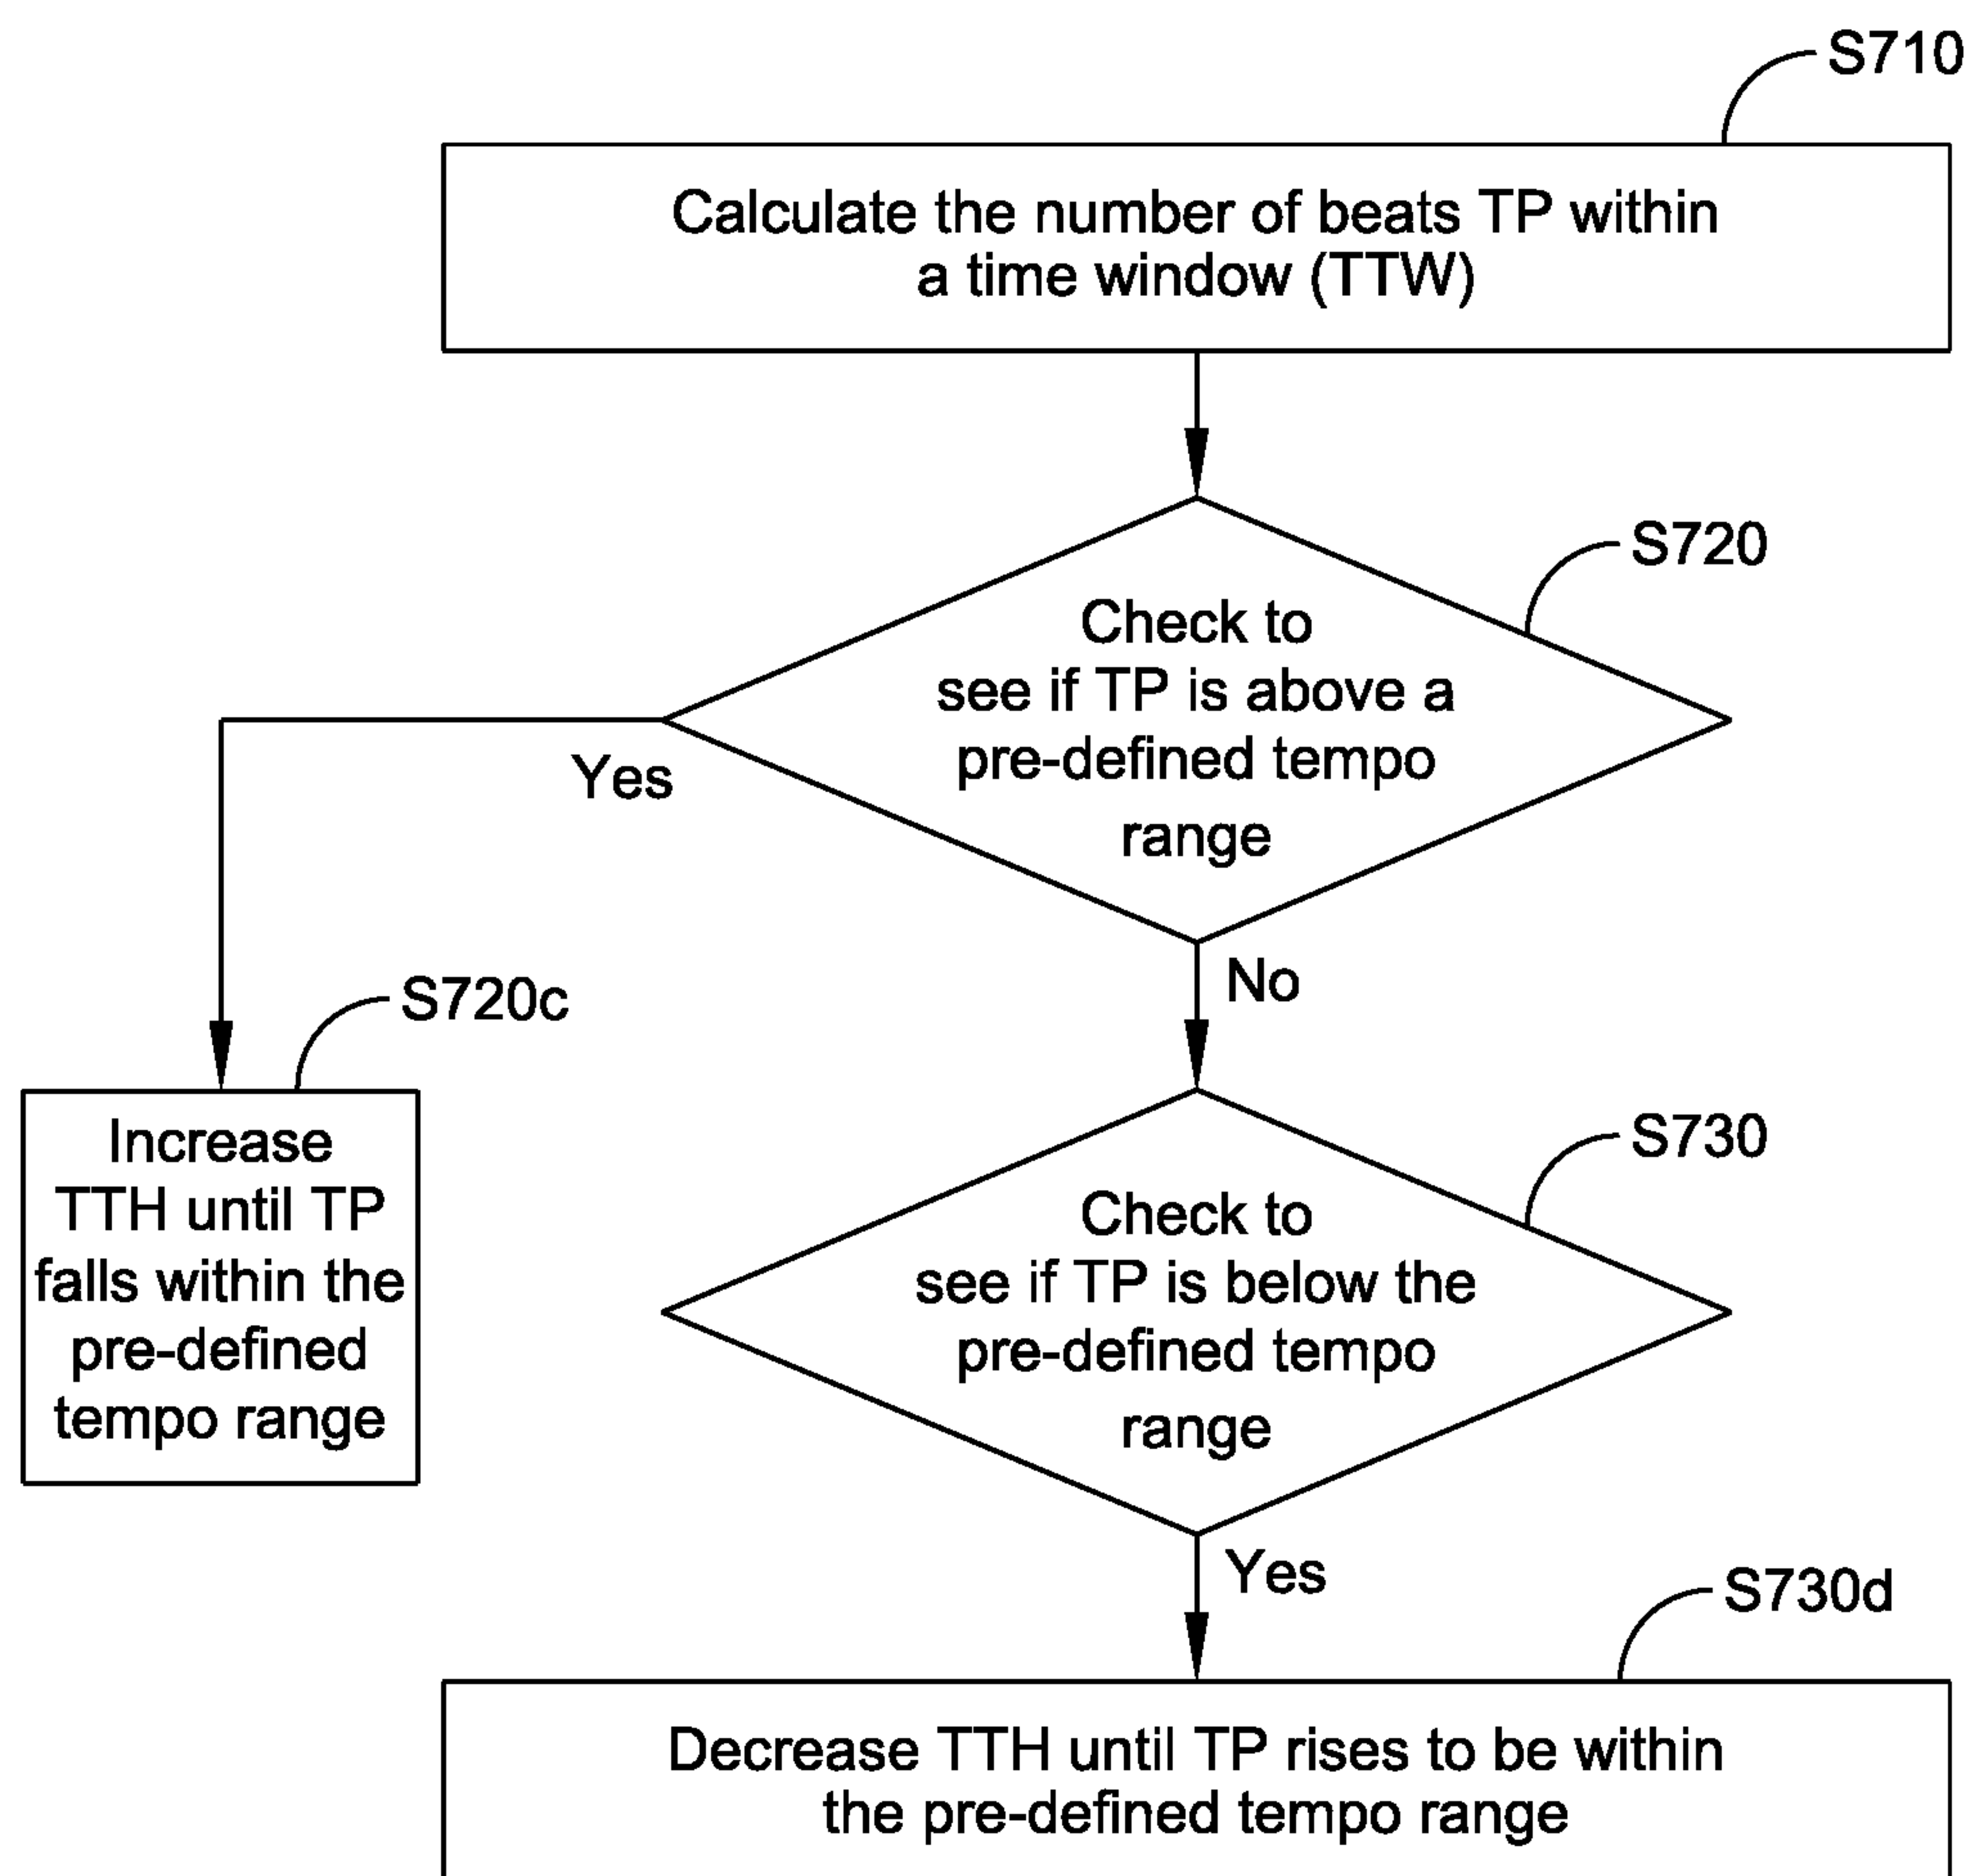 S710
Calculate the number of beats TP within
a time window (TTW)
S720
Check to
see if TP is above a
pre-defined tempo
range
Yes
No
S720c
Increase
TTH until TP
falls within the
pre-defined
tempo range
S730
Check to
see if TP is below the
pre-defined tempo
range
Yes
S730d
Decrease TTH until TP rises to be within
the pre-defined tempo range